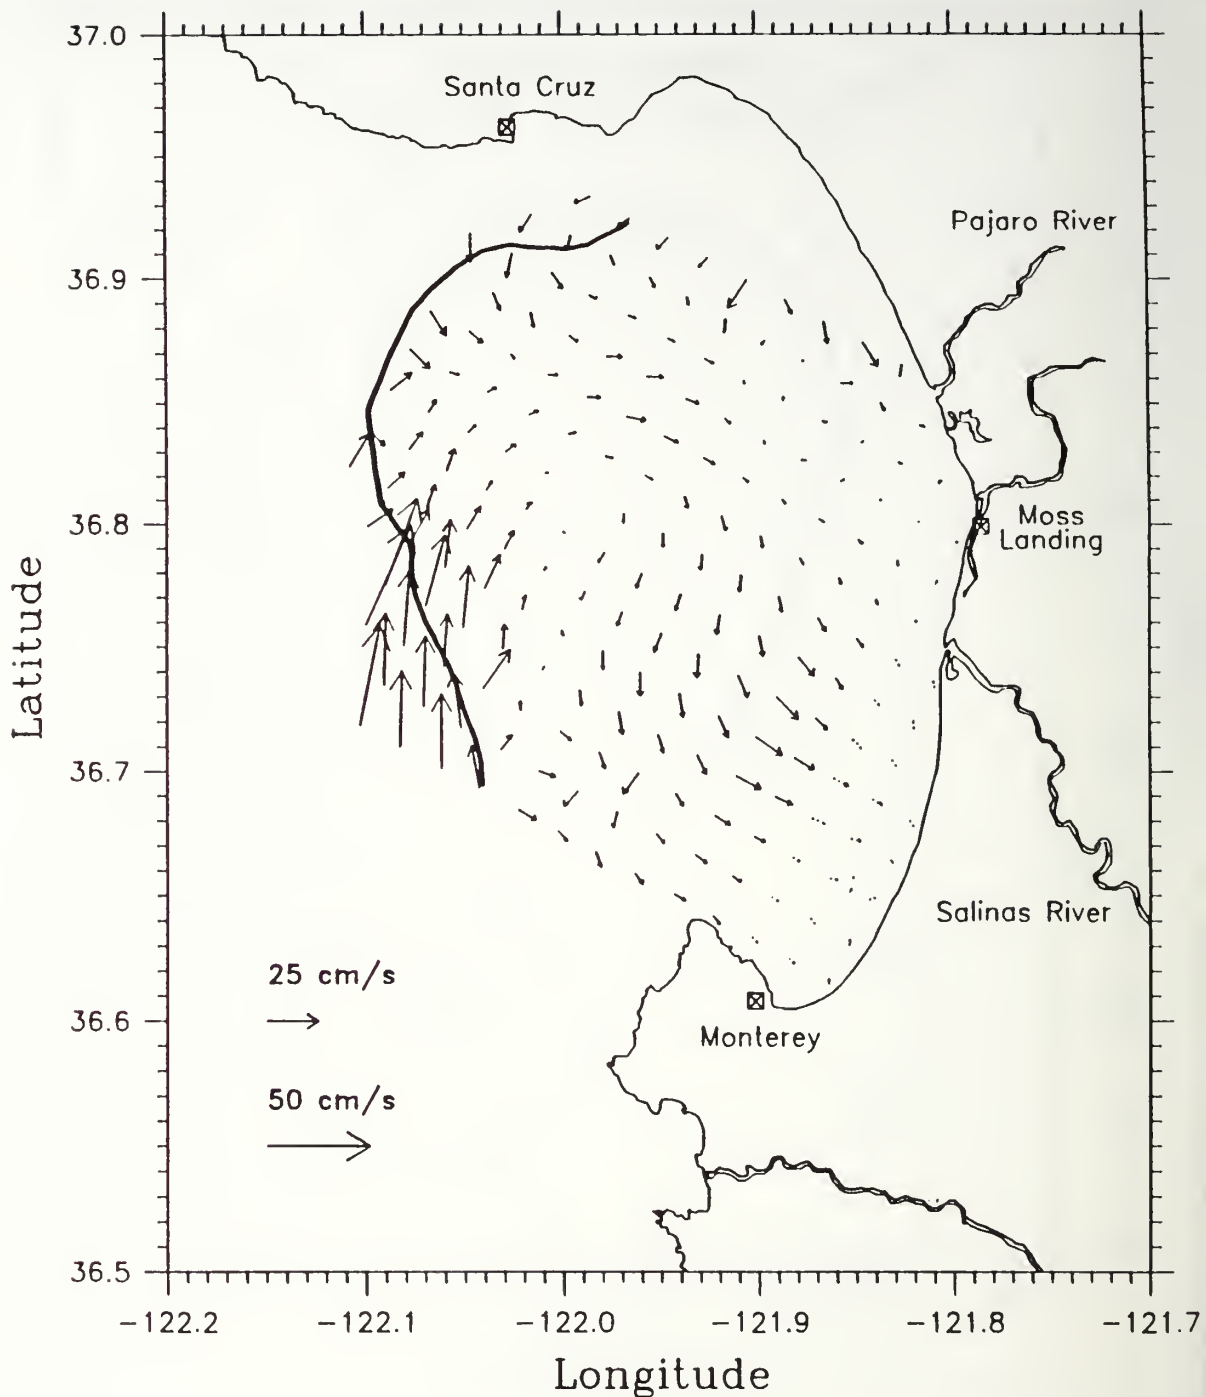 37.0
Santa Cruz
Pajaro River
36.9
36.8
Moss
Landing
Latitude
36.7
Salinas River
25 cm/s
36.6
Monterey
50 cm/s
36.5
-122.2
-122.1
-122.0
-121.9
-121.8
-121.7
Longitude